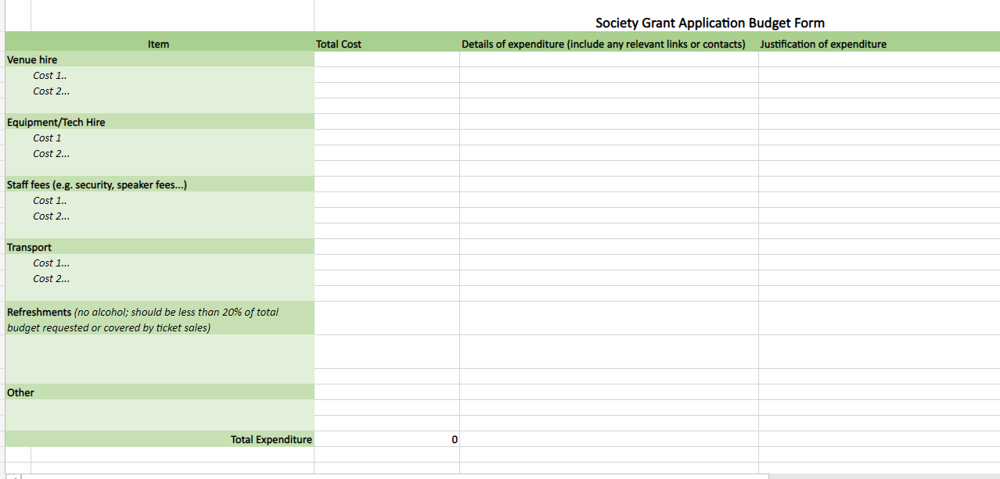 Society Grant Application Budget Form
Item Total Cost Details of expenditure (include any relevant links or contacts) Justification of expenditure
Venue hire
Cost 1..
Cost 2...
Equipment/Tech Hire
Cost 1
Cost 2...
Staff fees (e.g. security, speaker fees...)
Cost 1..
Cost 2...
Transport
Cost 1...
Cost 2...
Refreshments (no alcohol; should be less than 20% of total
budget requested or covered by ticket sales)
Other
Total Expenditure 0